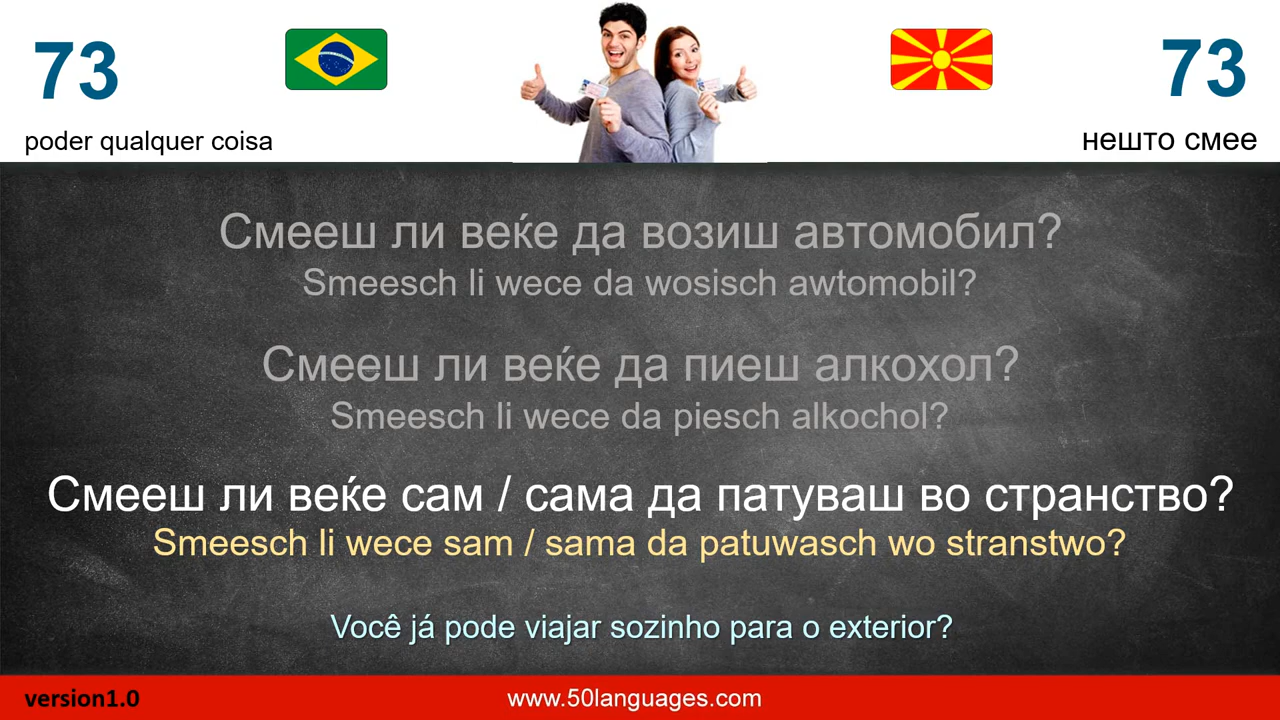 73
73
poder qualquer coisa
нешто смее
Смееш ли веќе да возиш автомобил?
Smeesch li wece da wosisch awtomobil?
Смееш ли веќе да пиеш алкохол?
Smeesch li wece da piesch alkochol?
Смееш ли веќе сам / сама да патуваш во странство?
Smeesch li wece sam / sama da patuwasch wo stranstwo?
Você já pode viajar sozinho para o exterior?
version1.0
www.50languages.com